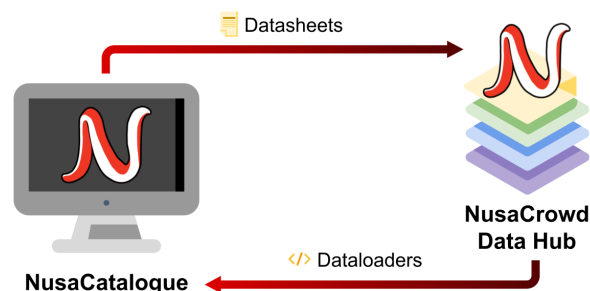 Datasheets
N
N
NusaCrowd
Data Hub
</> Dataloaders
NusaCatalogue